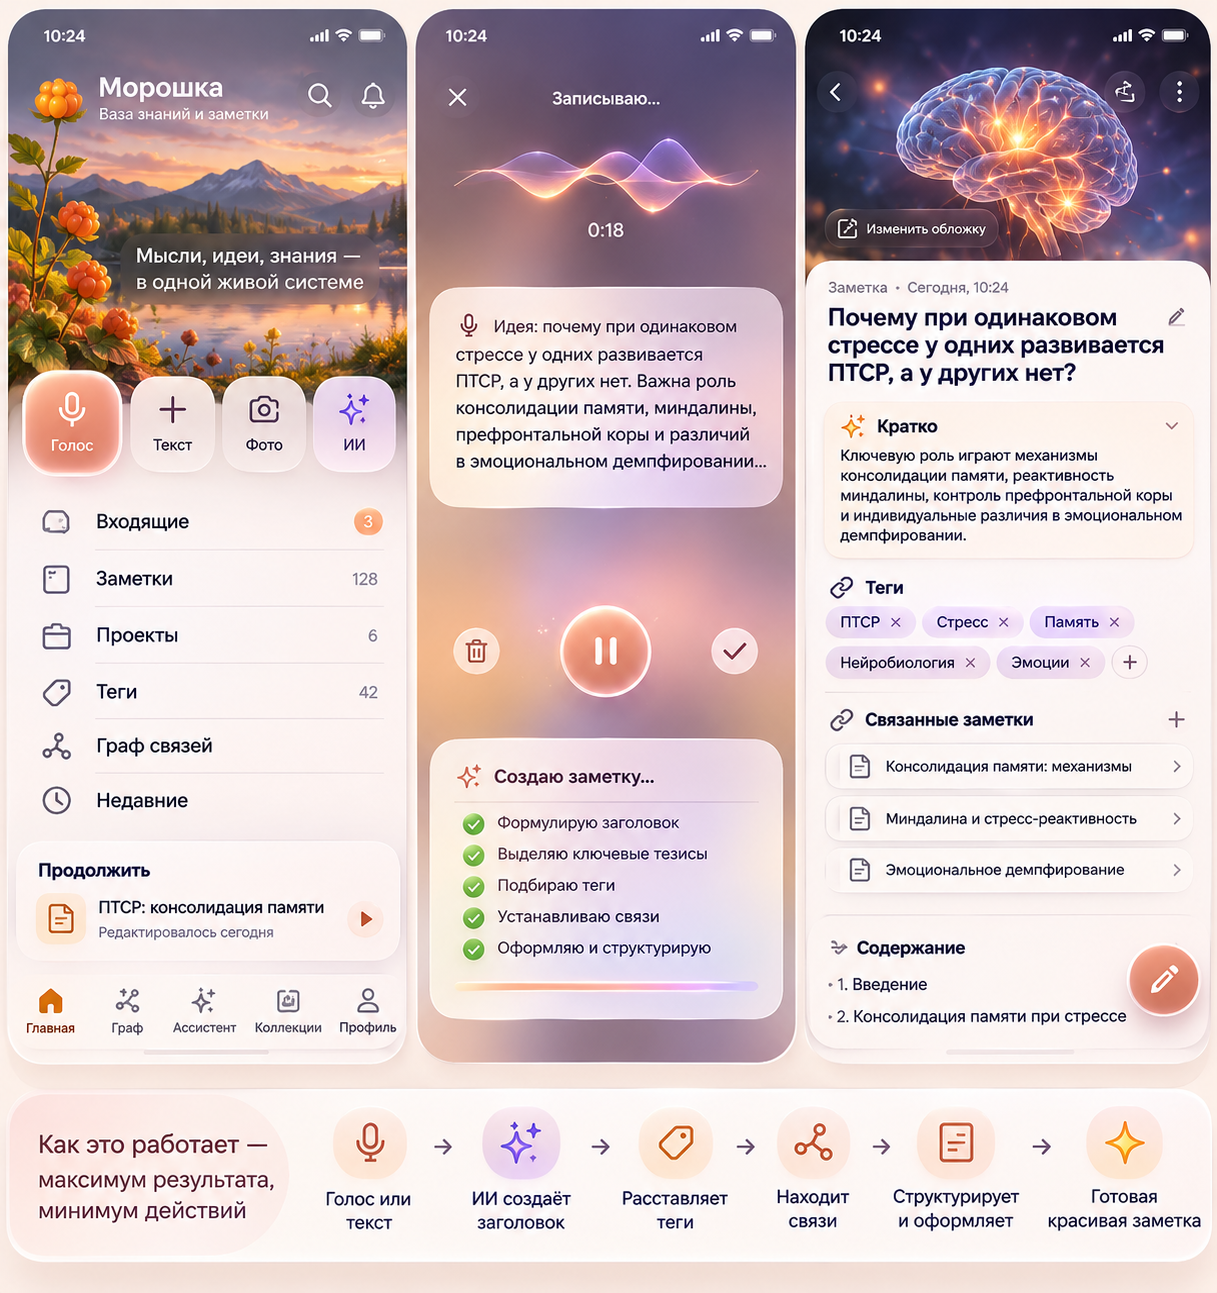 10:24
Морошка
База знаний и заметки
Мысли, идеи, знания —
в одной живой системе
Голос
Текст
Фото
ИИ
Входящие
3
Заметки
128
Проекты
6
Теги
42
Граф связей
Недавние
Продолжить
ПТСР: консолидация памяти
Редактировалось сегодня
Главная
Граф
Ассистент
Коллекции
Профиль
10:24
Записываю...
0:18
Идея: почему при одинаковом
стрессе у одних развивается
ПТСР, а у других нет. Важна роль
консолидации памяти, миндалины,
префронтальной коры и различий
в эмоциональном демпфировании...
Создаю заметку...
Формулирую заголовок
Выделяю ключевые тезисы
Подбираю теги
Устанавливаю связи
Оформляю и структурирую
10:24
Изменить обложку
Заметка • Сегодня, 10:24
Почему при одинаковом
стрессе у одних развивается
ПТСР, а у других нет?
Кратко
Ключевую роль играют механизмы
консолидации памяти, реактивность
миндалины, контроль префронтальной коры
и индивидуальные различия в эмоциональном
демпфировании.
Теги
ПТСР ×
Стресс ×
Память ×
Нейробиология ×
Эмоции ×
Связанные заметки
Консолидация памяти: механизмы
Миндалина и стресс-реактивность
Эмоциональное демпфирование
Содержание
• 1. Введение
• 2. Консолидация памяти при стрессе
Как это работает —
максимум результата,
минимум действий
Голос или
текст
ИИ создаёт
заголовок
Расставляет
теги
Находит
связи
Структурирует
и оформляет
Готовая
красивая заметка